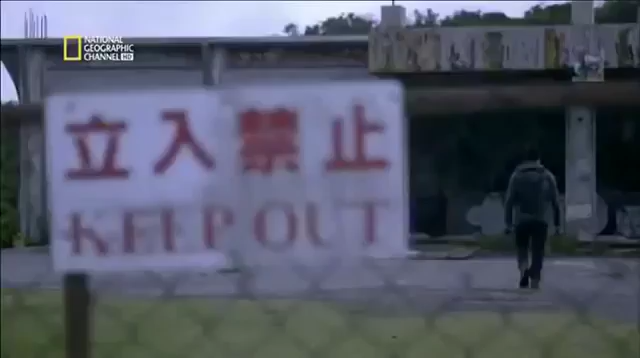 NATIONAL
GEOGRAPHIC
CHANNEL HD
立入禁止
KEEP OUT